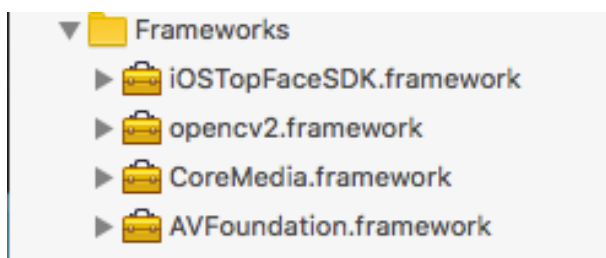 Frameworks
iOSTopFaceSDK.framework
opencv2.framework
CoreMedia.framework
AVFoundation.framework